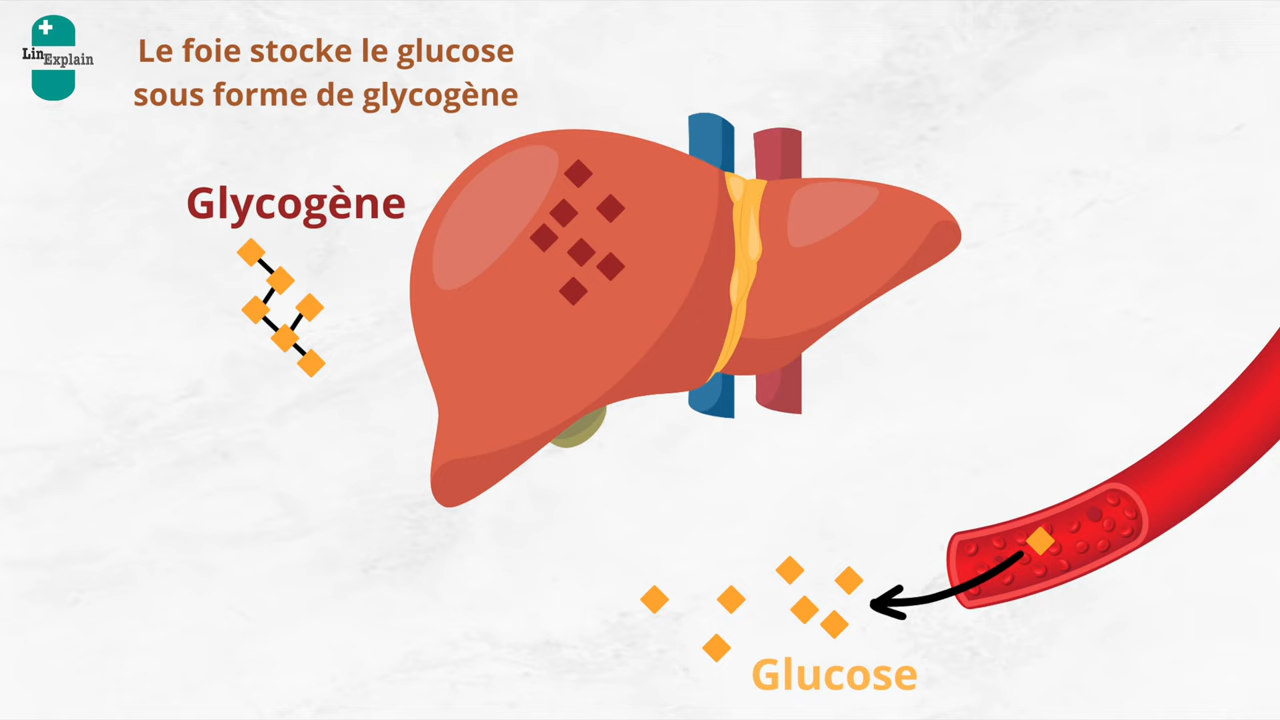 LinExplain
Le foie stocke le glucose
sous forme de glycogène
Glycogène
Glucose